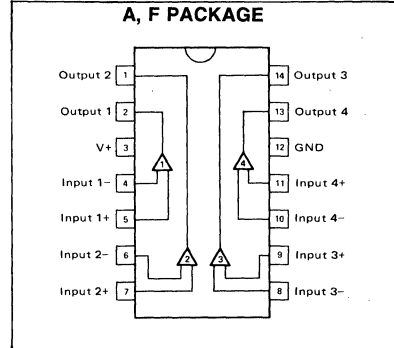 A, F PACKAGE
Output 2 1
14 Output 3
Output 1 2
13 Output 4
V+ 3
12 GND
1
4
Input 1− 4
11 Input 4+
Input 1+ 5
10 Input 4−
Input 2− 6
9 Input 3+
2
3
Input 2+ 7
8 Input 3−